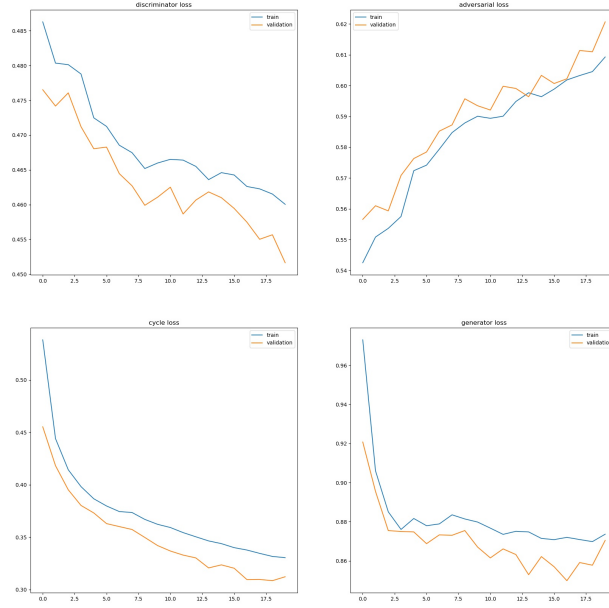 discriminator loss
train
validation
0.485
0.480
0.475
0.470
0.465
0.460
0.455
0.450
0.0 2.5 5.0 7.5 10.0 12.5 15.0 17.5
adversarial loss
train
validation
0.62
0.61
0.60
0.59
0.58
0.57
0.56
0.55
0.54
0.0 2.5 5.0 7.5 10.0 12.5 15.0 17.5
cycle loss
train
validation
0.50
0.45
0.40
0.35
0.30
0.0 2.5 5.0 7.5 10.0 12.5 15.0 17.5
generator loss
train
validation
0.96
0.94
0.92
0.90
0.88
0.86
0.0 2.5 5.0 7.5 10.0 12.5 15.0 17.5